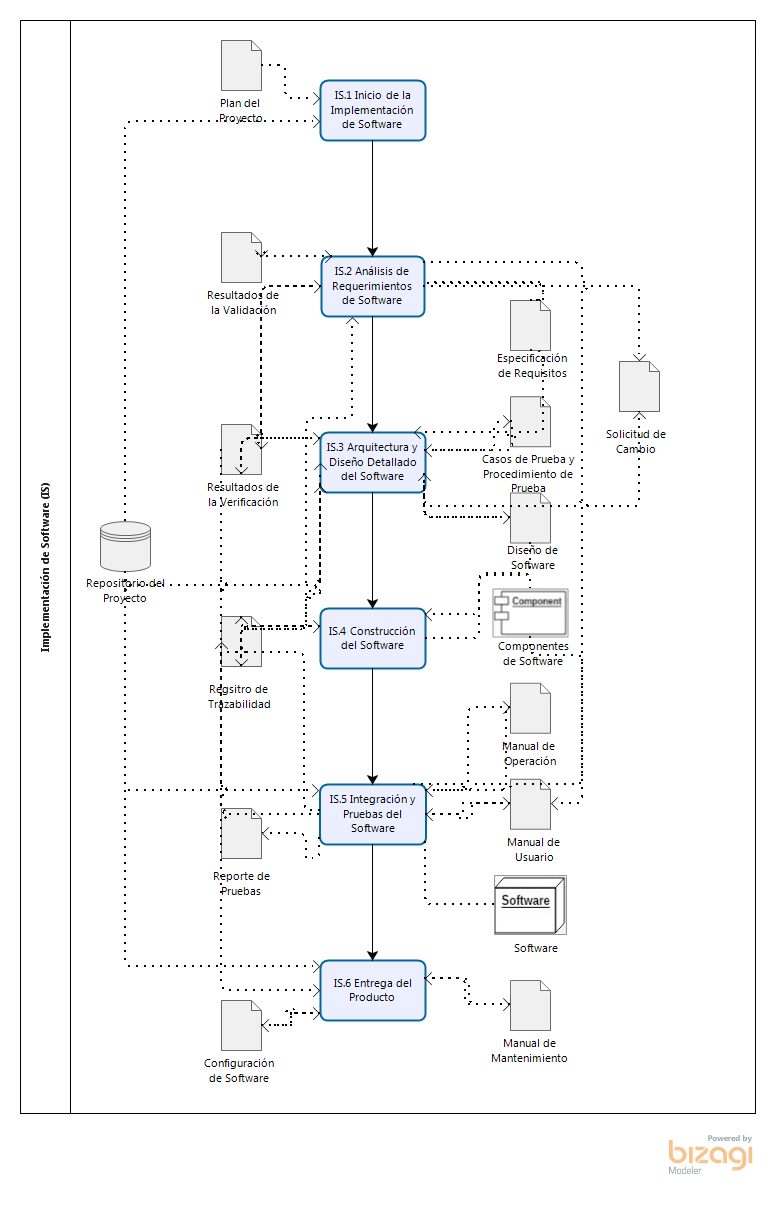 Implementación de Software (IS)
Plan del
Proyecto
IS.1 Inicio de la
Implementación
de Software
Resultados de
la Validación
IS.2 Análisis de
Requerimientos
de Software
Especificación
de Requisitos
Solicitud de
Cambio
Resultados de
la Verificación
IS.3 Arquitectura y
Diseño Detallado
del Software
Casos de Prueba y
Procedimiento de
Prueba
Diseño de
Software
Repositorio del
Proyecto
Component
Componentes
de Software
IS.4 Construcción
del Software
Regsitro de
Trazabilidad
Manual de
Operación
IS.5 Integración y
Pruebas del
Software
Manual de
Usuario
Reporte de
Pruebas
Software
Software
IS.6 Entrega del
Producto
Configuración
de Software
Manual de
Mantenimiento
Powered by
bizagi
Modeler